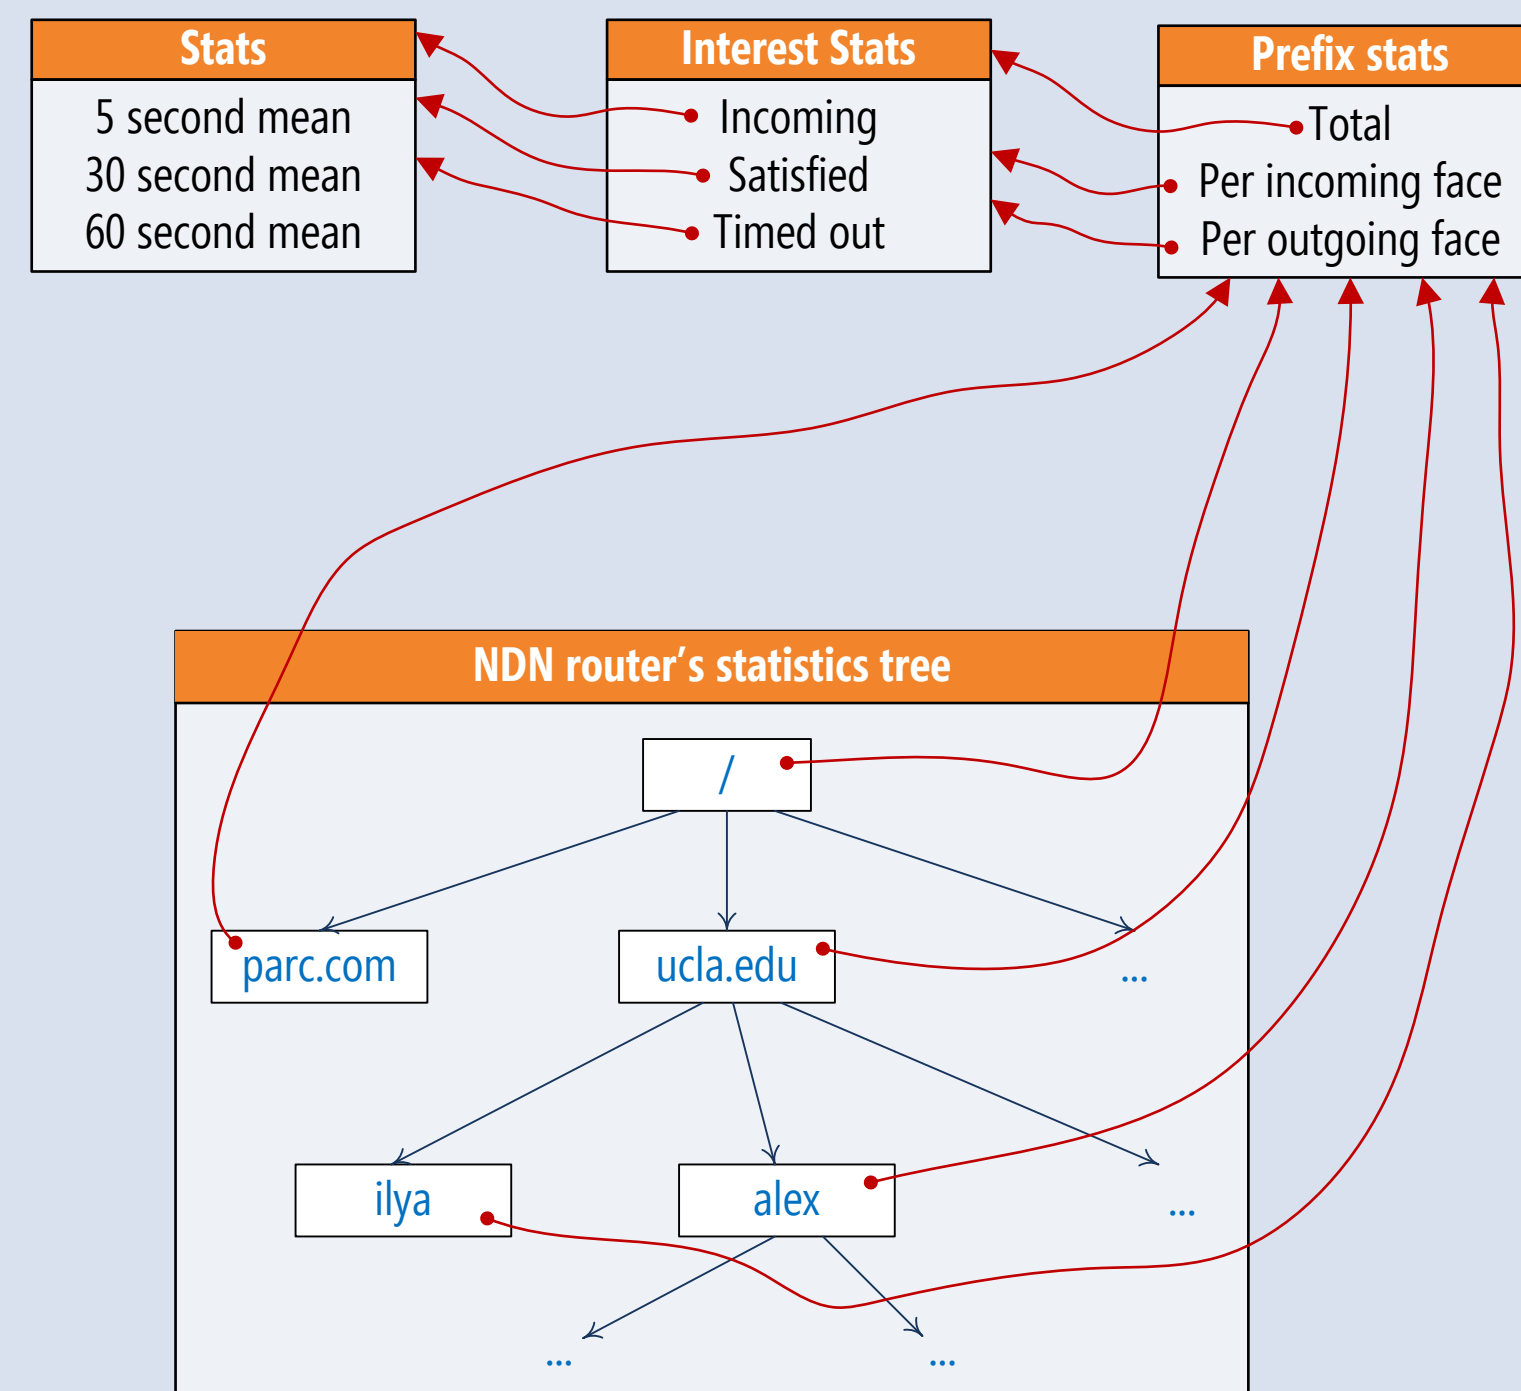 Stats
5 second mean
30 second mean
60 second mean
Interest Stats
Incoming
Satisfied
Timed out
Prefix stats
Total
Per incoming face
Per outgoing face
NDN router’s statistics tree
/
parc.com
ucla.edu
...
ilya
alex
...
...
...